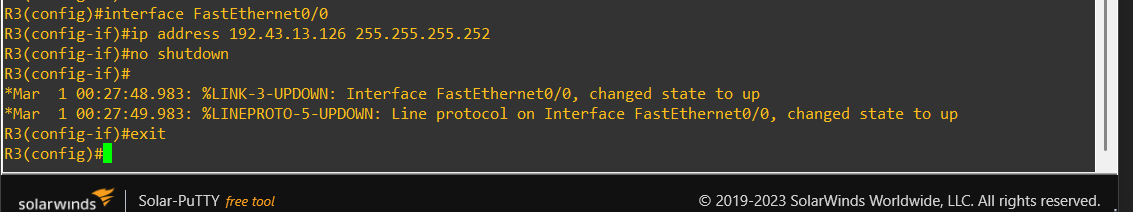 R3(config)#interface FastEthernet0/0
R3(config-if)#ip address 192.43.13.126 255.255.255.252
R3(config-if)#no shutdown
R3(config-if)#
*Mar  1 00:27:48.983: %LINK-3-UPDOWN: Interface FastEthernet0/0, changed state to up
*Mar  1 00:27:49.983: %LINEPROTO-5-UPDOWN: Line protocol on Interface FastEthernet0/0, changed state to up
R3(config-if)#exit
R3(config)#
solarwinds Solar-PuTTY free tool © 2019-2023 SolarWinds Worldwide, LLC. All rights reserved.